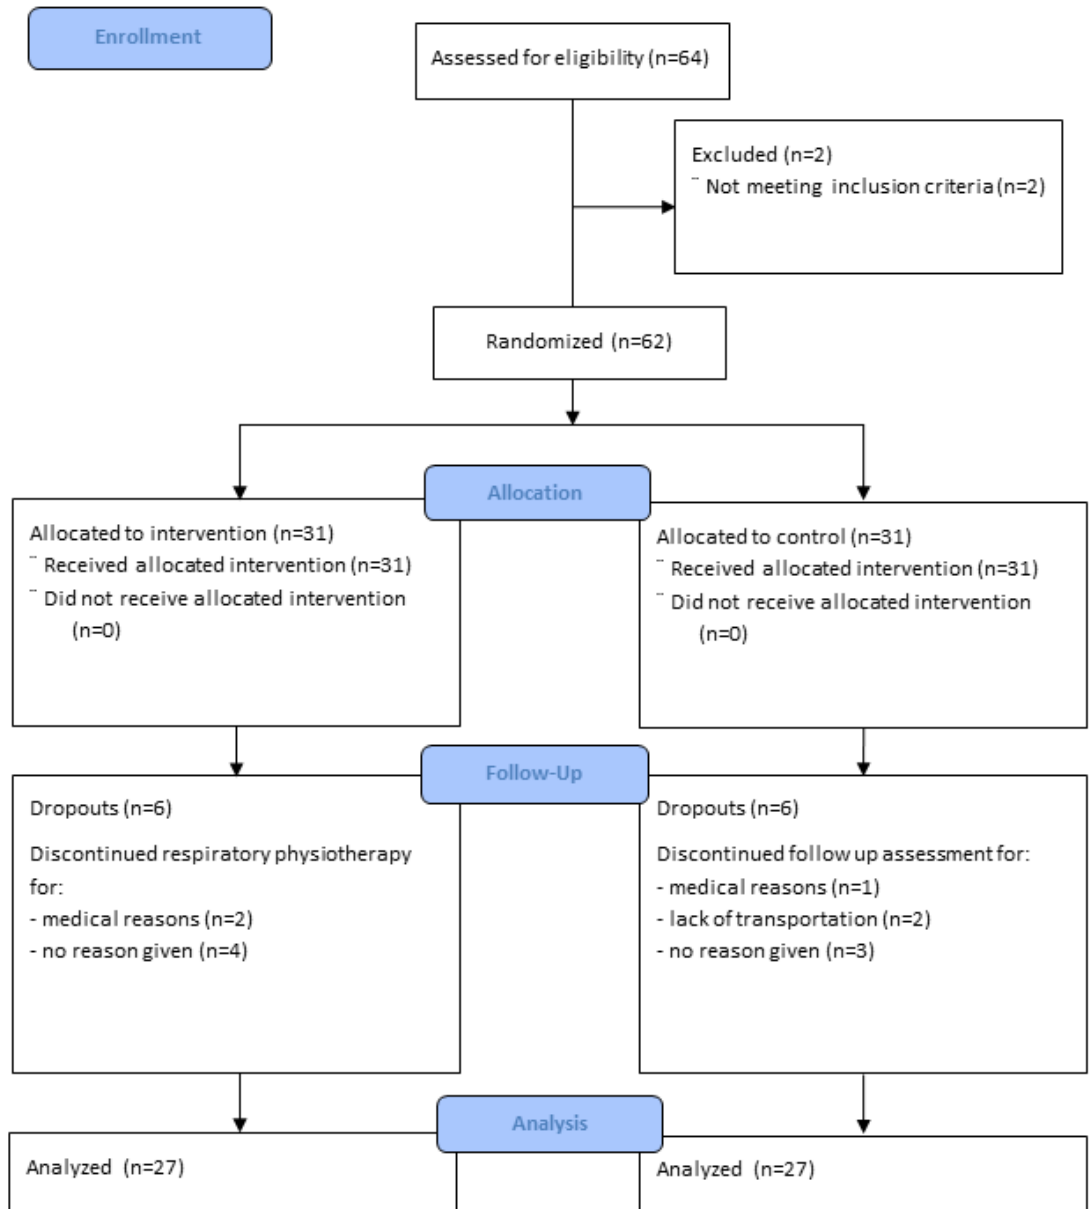 Enrollment
Assessed for eligibility (n=64)
Excluded (n=2)
¨ Not meeting inclusion criteria (n=2)
Randomized (n=62)
Allocation
Allocated to intervention (n=31)
¨ Received allocated intervention (n=31)
¨ Did not receive allocated intervention
(n=0)
Allocated to control (n=31)
¨ Received allocated intervention (n=31)
¨ Did not receive allocated intervention
(n=0)
Follow-Up
Dropouts (n=6)
Discontinued respiratory physiotherapy
for:
- medical reasons (n=2)
- no reason given (n=4)
Dropouts (n=6)
Discontinued follow up assessment for:
- medical reasons (n=1)
- lack of transportation (n=2)
- no reason given (n=3)
Analysis
Analyzed (n=27)
Analyzed (n=27)